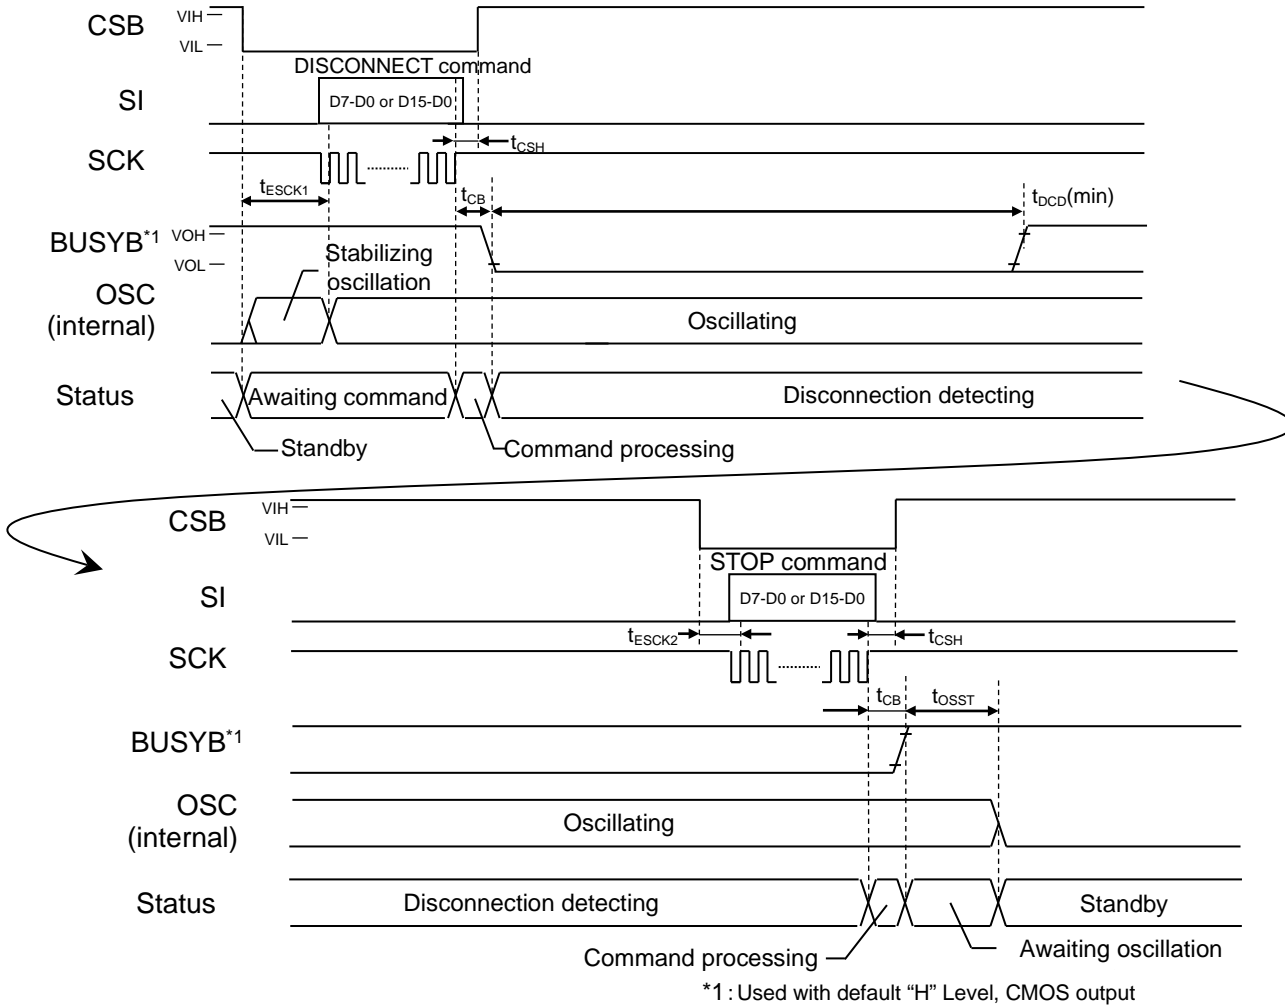 CSB
VIH
VIL
DISCONNECT command
SI
D7-D0 or D15-D0
tCSH
SCK
tESCK1
tCB
tDCD(min)
BUSYB*1
VOH
VOL
Stabilizing
oscillation
OSC
(internal)
Oscillating
Status
Awaiting command
Disconnection detecting
Standby
Command processing
CSB
VIH
VIL
STOP command
SI
D7-D0 or D15-D0
tESCK2
tCSH
SCK
tCB
tOSST
BUSYB*1
OSC
(internal)
Oscillating
Status
Disconnection detecting
Standby
Command processing
Awaiting oscillation
*1 : Used with default “H” Level, CMOS output